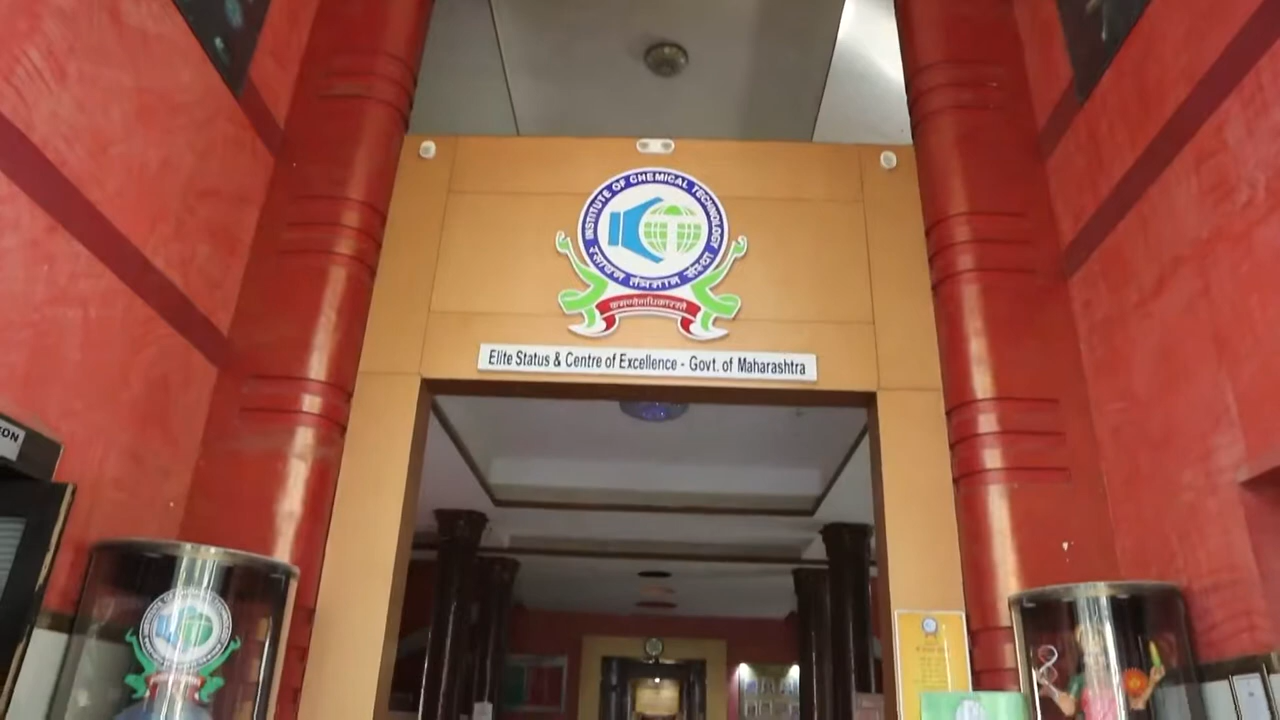 INSTITUTE OF CHEMICAL TECHNOLOGY
रसायन तंत्रज्ञान संस्था
Elite Status & Centre of Excellence - Govt. of Maharashtra